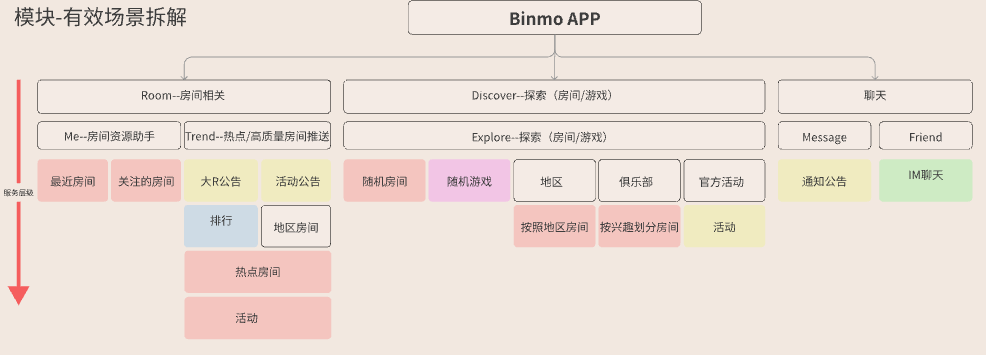 模块-有效场景拆解
Binmo APP
Room--房间相关
Discover--探索（房间/游戏）
聊天
Me--房间资源助手
Trend--热点/高质量房间推送
Explore--探索（房间/游戏）
Message
Friend
服务层级
最近房间
关注的房间
大R公告
活动公告
随机房间
随机游戏
地区
俱乐部
官方活动
通知公告
IM聊天
排行
地区房间
按照地区房间
按兴趣划分房间
活动
热点房间
活动